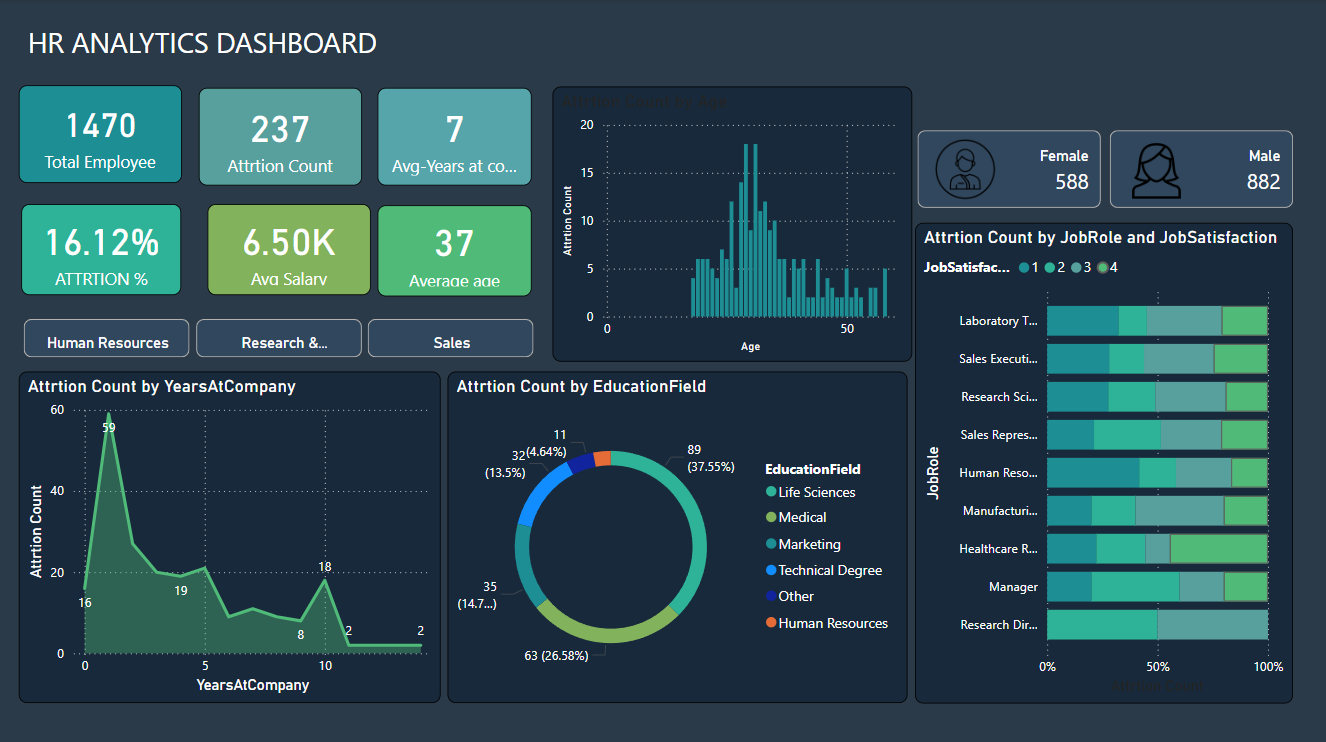 HR ANALYTICS DASHBOARD
1470
Total Employee
237
Attrtion Count
7
Avg-Years at co...
16.12%
ATTRTION %
6.50K
Avg Salary
37
Average age
Human Resources
Research &...
Sales
Attrtion Count by Age
20
15
10
5
0
Attrtion Count
0
50
Age
Female
588
Male
882
Attrtion Count by YearsAtCompany
60
40
20
0
Attrtion Count
59
16
19
8
18
2
2
0
5
10
YearsAtCompany
Attrtion Count by EducationField
89
(37.55%)
63 (26.58%)
35
(14.7...)
32
(13.5%)
11
(4.64%)
EducationField
Life Sciences
Medical
Marketing
Technical Degree
Other
Human Resources
Attrtion Count by JobRole and JobSatisfaction
JobSatisfac... 1 2 3 4
JobRole
Laboratory T...
Sales Executi...
Research Sci...
Sales Repres...
Human Reso...
Manufacturi...
Healthcare R...
Manager
Research Dir...
0%
50%
100%
Attrtion Count